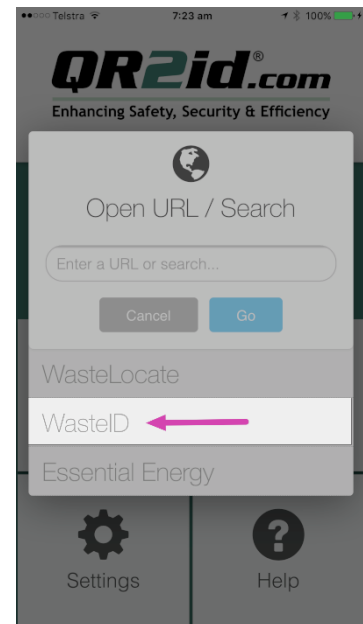 Telstra 7:23 am 100%
QR2id.com®
Enhancing Safety, Security & Efficiency
Open URL / Search
Enter a URL or search...
Cancel Go
WasteLocate
WasteID
Essential Energy
Settings Help